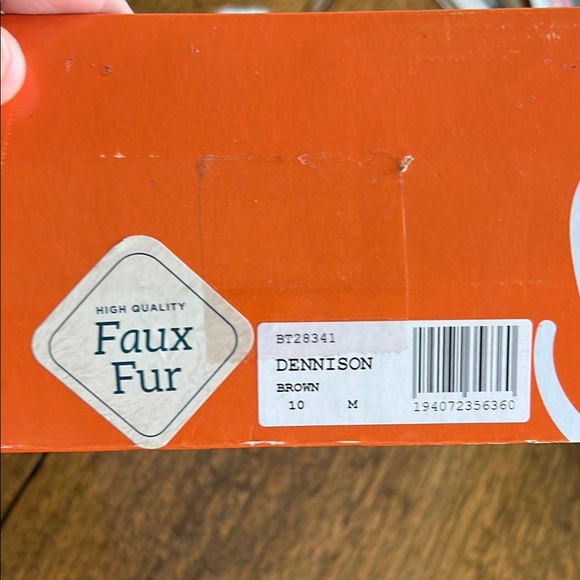 HIGH QUALITY
Faux
Fur
BT28341
DENNISON
BROWN
10 M
194072356360